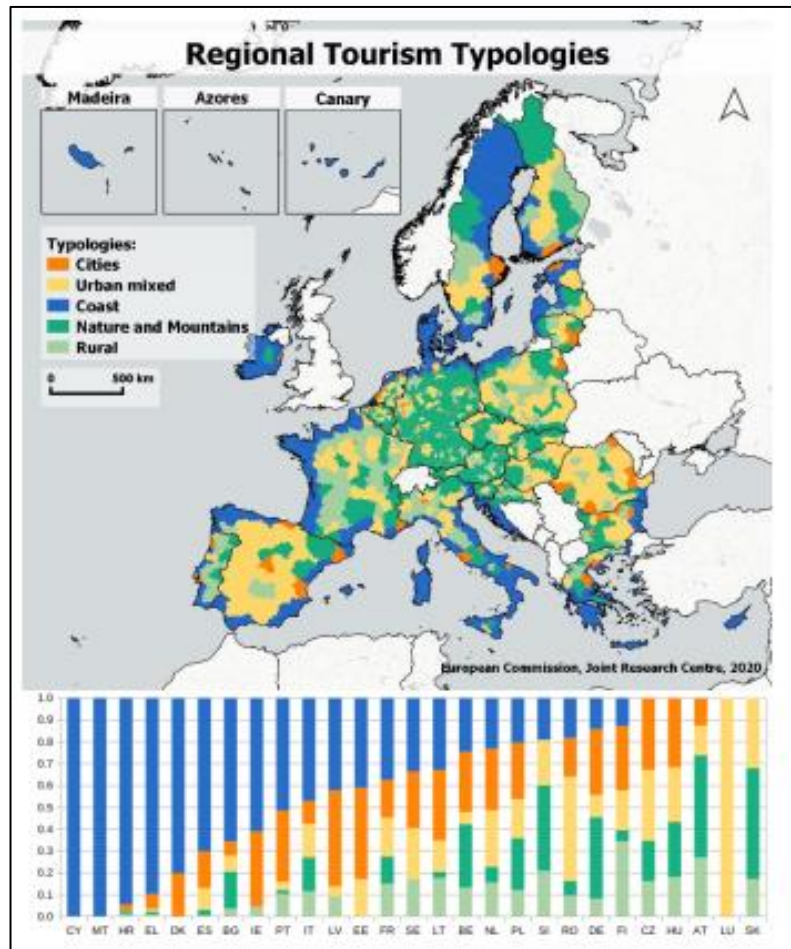 Regional Tourism Typologies
Madeira Azores Canary
Typologies:
Cities
Urban mixed
Coast
Nature and Mountains
Rural
0 500 km
European Commission, Joint Research Centre, 2020
1.0
0.9
0.8
0.7
0.6
0.5
0.4
0.3
0.2
0.1
0.0
CY MT HR EL DK ES BG IE PT IT LV EE FR SE LT BE NL PL SI RO DE FI CZ HU AT LU SK